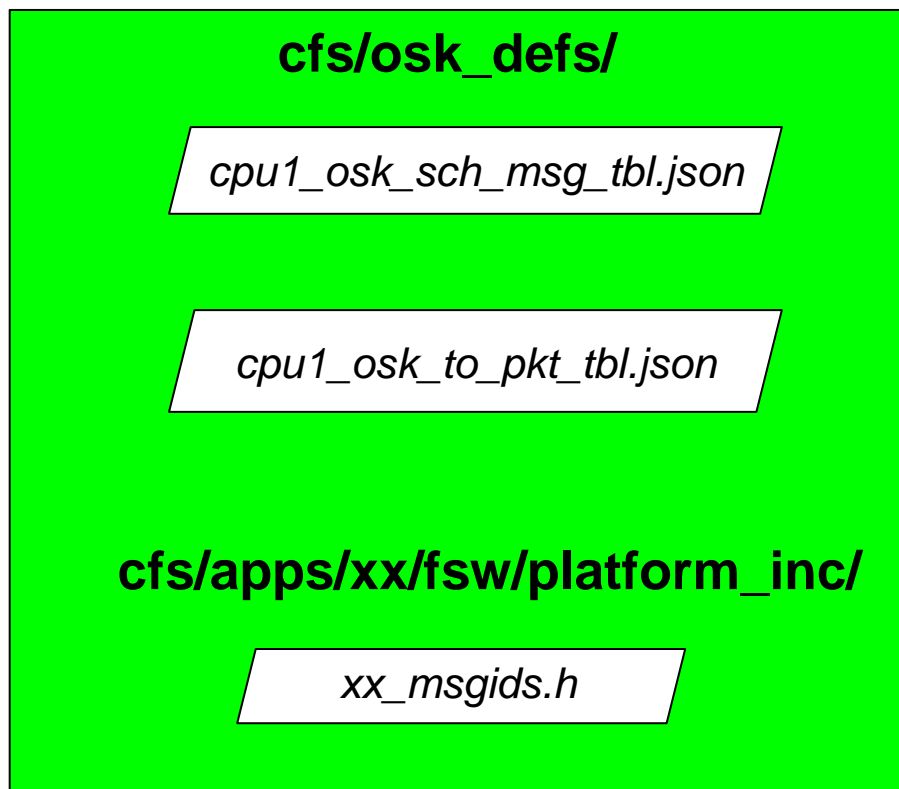 cfs/osk_defs/
cpu1_osk_sch_msg_tbl.json
cpu1_osk_to_pkt_tbl.json
cfs/apps/xx/fsw/platform_inc/
xx_msgids.h